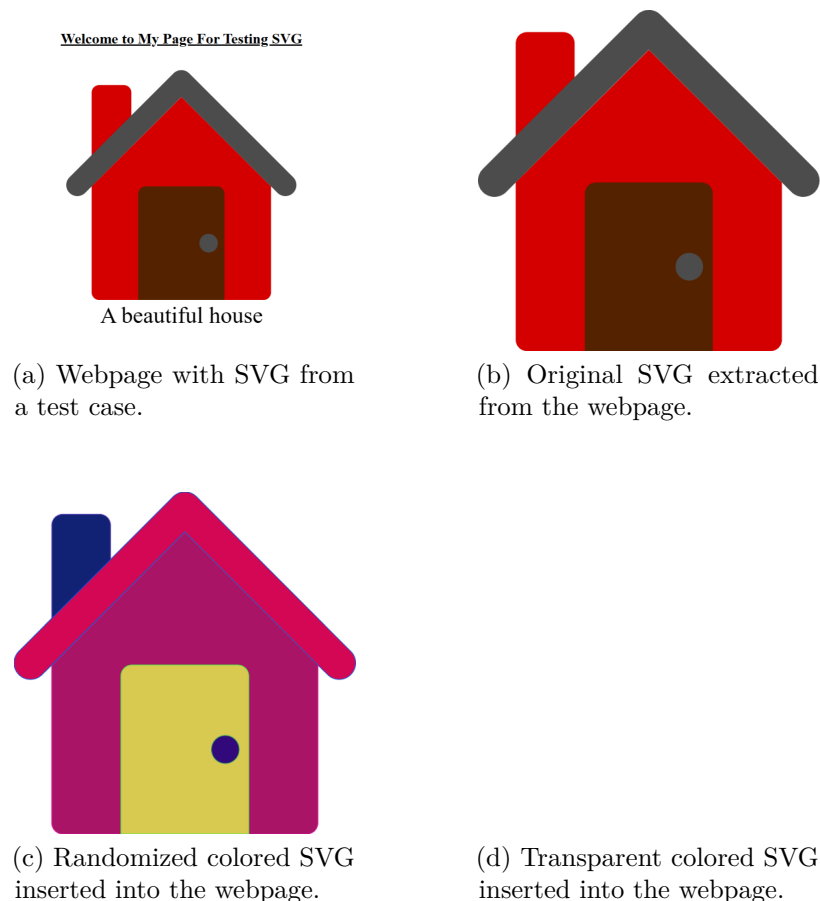 Welcome to My Page For Testing SVG
A beautiful house
(a) Webpage with SVG from
a test case.
(b) Original SVG extracted
from the webpage.
(c) Randomized colored SVG
inserted into the webpage.
(d) Transparent colored SVG
inserted into the webpage.